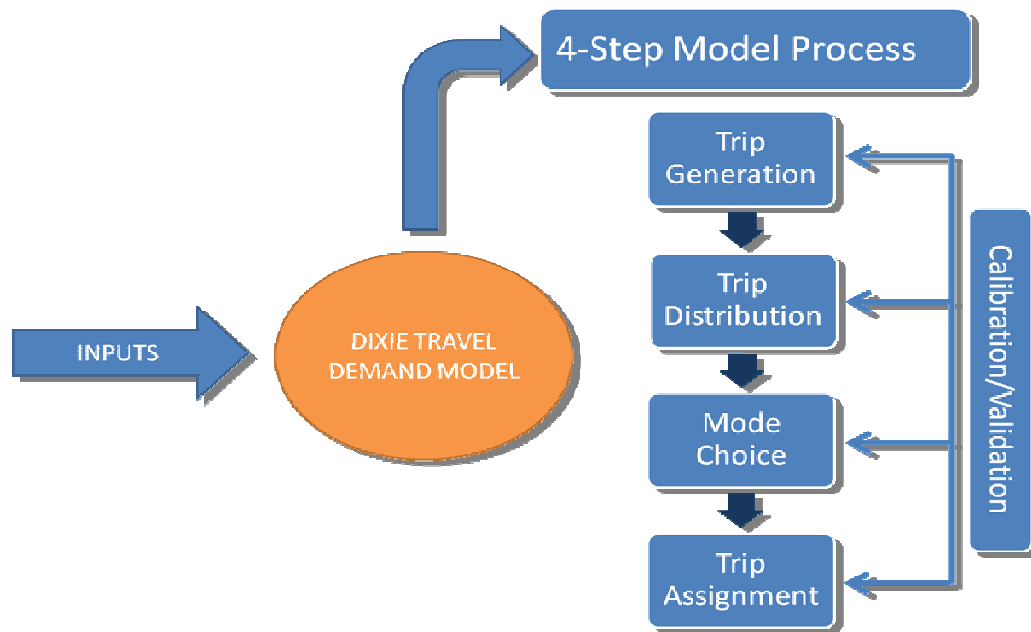 4-Step Model Process
Trip
Generation
Trip
Distribution
Mode
Choice
Trip
Assignment
Calibration/Validation
INPUTS
DIXIE TRAVEL
DEMAND MODEL